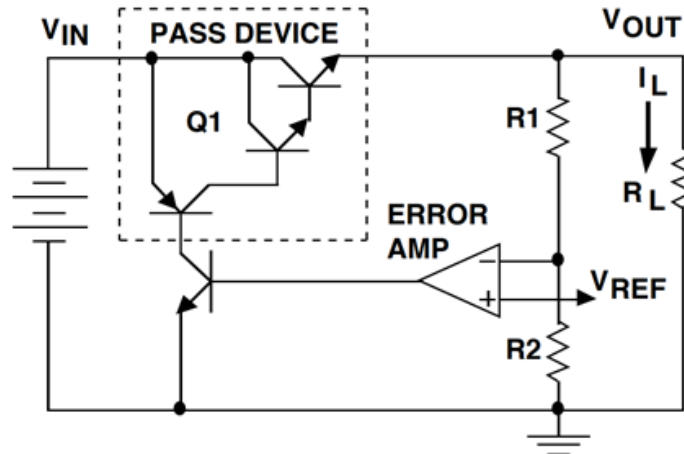 VIN
PASS DEVICE
VOUT
Q1
R1
IL
RL
ERROR
AMP
−
+
VREF
R2